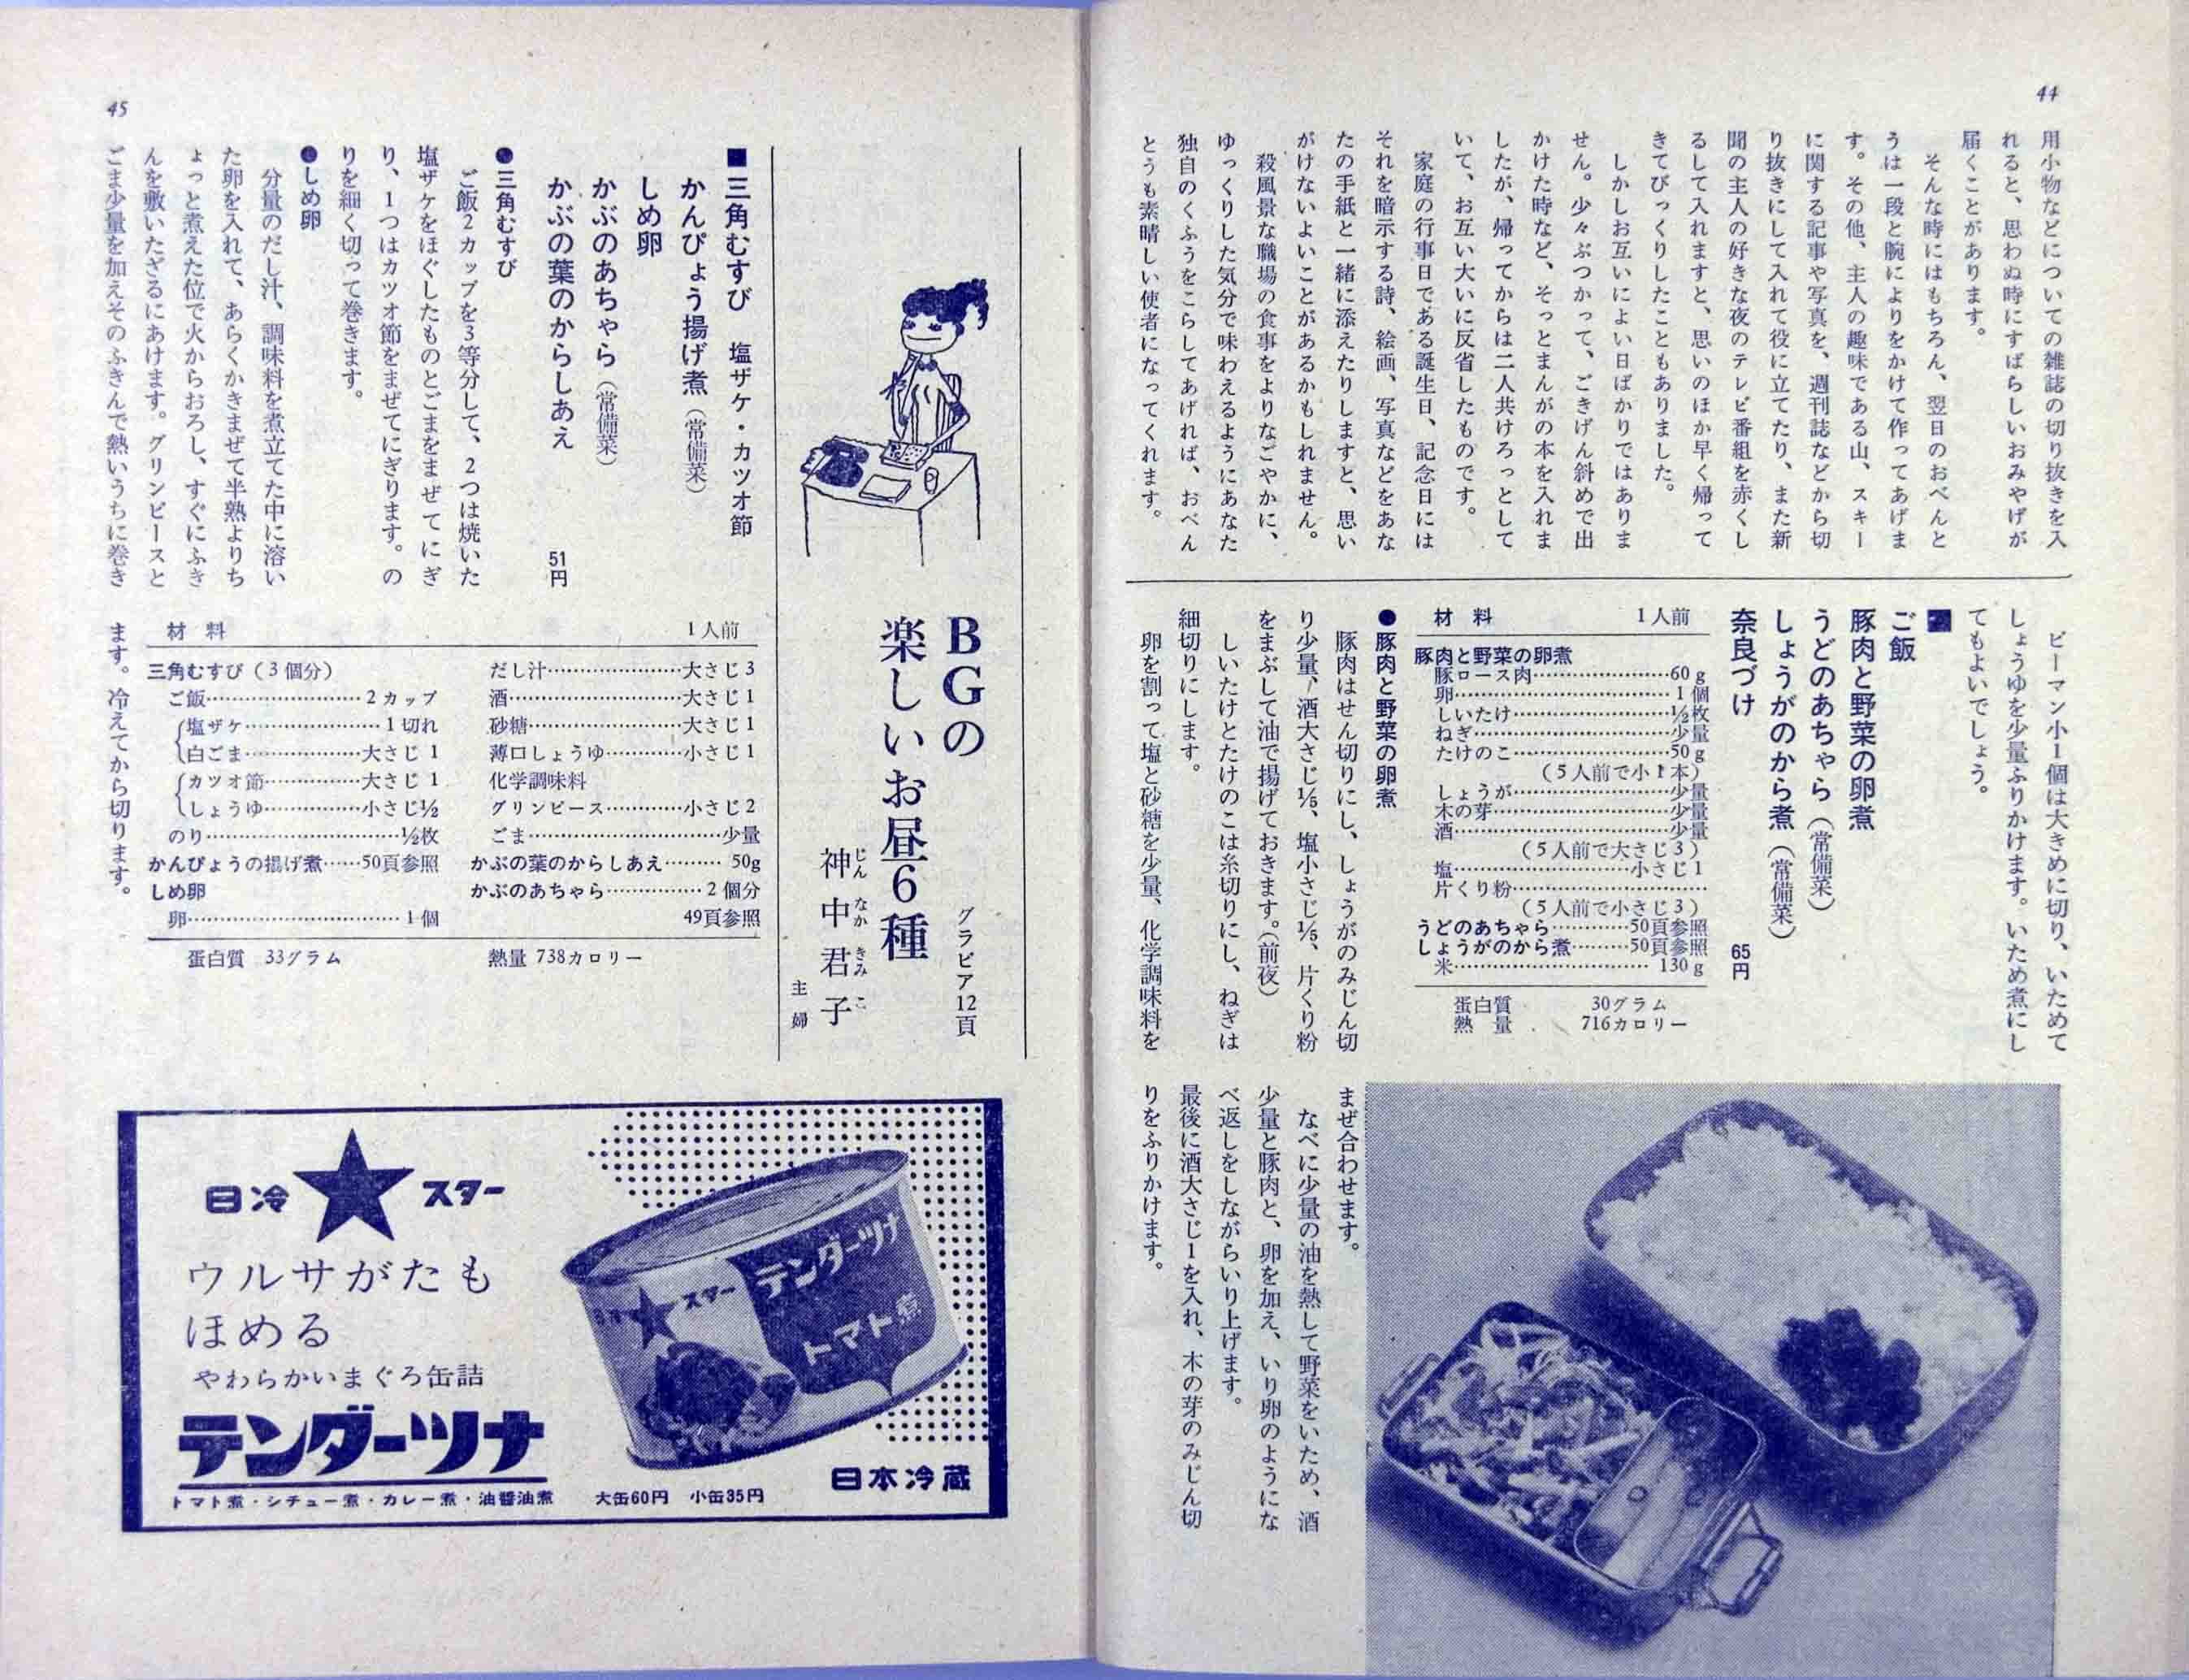 44
用小物などについての雑誌の切り抜きを入
れると、思わぬ時にすばらしいおみやげが
届くことがあります。
そんな時にはもちろん、翌日のおべんと
うは一段と腕によりをかけて作ってあげま
す。その他、主人の趣味である山、スキー
に関する記事や写真を、週刊誌などから切
り抜きにして入れて役に立てたり、また新
聞の主人の好きな夜のテレビ番組を赤くし
るして入れますと、思いのほか早く帰って
きてびっくりしたこともありました。
しかしお互いによい日ばかりではありま
せん。少々ぶつかって、ごきげん斜めで出
かけた時など、そっとまんがの本を入れま
したが、帰ってからは二人共けろっとして
いて、お互い大いに反省したものです。
家庭の行事日である誕生日、記念日には
それを暗示する詩、絵画、写真などをあな
たの手紙と一緒に添えたりしますと、思い
がけないよいことがあるかもしれません。
殺風景な職場の食事をよりなごやかに、
ゆっくりした気分で味わえるようにあなた
独自のくふうをこらしてあげれば、おべん
とうも素晴しい使者になってくれます。
ピーマン小1個は大きめに切り、いためて
しょうゆを少量ふりかけます。いため煮にし
てもよいでしょう。
■ご飯
豚肉と野菜の卵煮
うどのあちゃら（常備菜）
しょうがのから煮（常備菜）
奈良づけ
65円
材 料 1人前
豚肉と野菜の卵煮
豚ロース肉……60g
卵……1個
しいたけ……½枚
ねぎ……少量
たけのこ……50g
（5人前で小1本）
しょうが……少量
木の芽……少量
酒……少量
（5人前で大さじ3）
塩……小さじ1
片くり粉……
（5人前で小さじ3）
うどのあちゃら……50頁参照
しょうがのから煮……50頁参照
米……130g
蛋白質 30グラム
熱 量 716カロリー
●豚肉と野菜の卵煮
豚肉はせん切りにし、しょうがのみじん切
り少量、酒大さじ⅕、塩小さじ⅕、片くり粉
をまぶして油で揚げておきます。（前夜）
しいたけとたけのこは糸切りにし、ねぎは
細切りにします。
卵を割って塩と砂糖を少量、化学調味料を
まぜ合わせます。
なべに少量の油を熱して野菜をいため、酒
少量と豚肉と、卵を加え、いり卵のようにな
べ返しをしながらいり上げます。
最後に酒大さじ1を入れ、木の芽のみじん切
りをふりかけます。
45
BGの
楽しいお昼6種
グラビア12頁
神中君子
じん なか きみ こ
主婦
■三角むすび 塩ザケ・カツオ節
かんぴょう揚げ煮（常備菜）
しめ卵
かぶのあちゃら（常備菜）
かぶの葉のからしあえ
51円
●三角むすび
ご飯2カップを3等分して、2つは焼いた
塩ザケをほぐしたものとごまをまぜてにぎ
り、1つはカツオ節をまぜてにぎります。の
りを細く切って巻きます。
●しめ卵
分量のだし汁、調味料を煮立てた中に溶い
た卵を入れて、あらくかきまぜて半熟よりち
ょっと煮えた位で火からおろし、すぐにふき
んを敷いたざるにあけます。グリンピースと
ごま少量を加えそのふきんで熱いうちに巻き
ます。冷えてから切ります。
材 料 1人前
三角むすび（3個分）
ご飯……2カップ
塩ザケ……1切れ
白ごま……大さじ1
カツオ節……大さじ1
しょうゆ……小さじ½
のり……½枚
かんぴょうの揚げ煮……50頁参照
しめ卵
卵……1個
だし汁……大さじ3
酒……大さじ1
砂糖……大さじ1
薄口しょうゆ……小さじ1
化学調味料
グリンピース……小さじ2
ごま……少量
かぶの葉のからしあえ……50g
かぶのあちゃら……2個分
49頁参照
蛋白質 33グラム 熱量 738カロリー
日冷 スター
ウルサがたも
ほめる
やわらかいまぐろ缶詰
テンダーツナ
トマト煮・シチュー煮・カレー煮・油醤油煮
大缶60円 小缶35円
日本冷蔵
日冷 スター
テンダーツナ
トマト煮